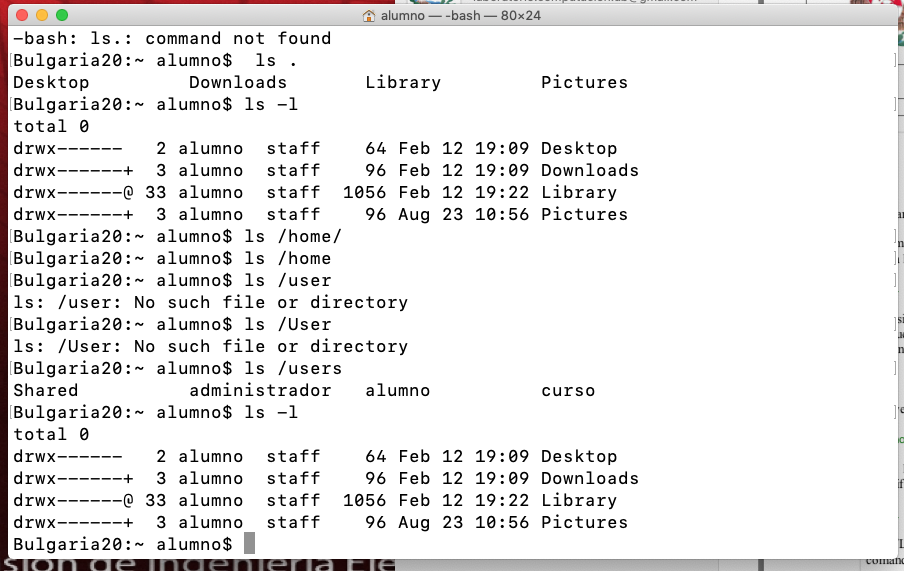 alumno — -bash — 80×24
-bash: ls.: command not found
[Bulgaria20:~ alumno$  ls .
Desktop         Downloads       Library         Pictures
[Bulgaria20:~ alumno$ ls -l
total 0
drwx------   2 alumno  staff    64 Feb 12 19:09 Desktop
drwx------+  3 alumno  staff    96 Feb 12 19:09 Downloads
drwx------@ 33 alumno  staff  1056 Feb 12 19:22 Library
drwx------+  3 alumno  staff    96 Aug 23 10:56 Pictures
[Bulgaria20:~ alumno$ ls /home/
[Bulgaria20:~ alumno$ ls /home
[Bulgaria20:~ alumno$ ls /user
ls: /user: No such file or directory
[Bulgaria20:~ alumno$ ls /User
ls: /User: No such file or directory
[Bulgaria20:~ alumno$ ls /users
Shared          administrador   alumno          curso
[Bulgaria20:~ alumno$ ls -l
total 0
drwx------   2 alumno  staff    64 Feb 12 19:09 Desktop
drwx------+  3 alumno  staff    96 Feb 12 19:09 Downloads
drwx------@ 33 alumno  staff  1056 Feb 12 19:22 Library
drwx------+  3 alumno  staff    96 Aug 23 10:56 Pictures
Bulgaria20:~ alumno$